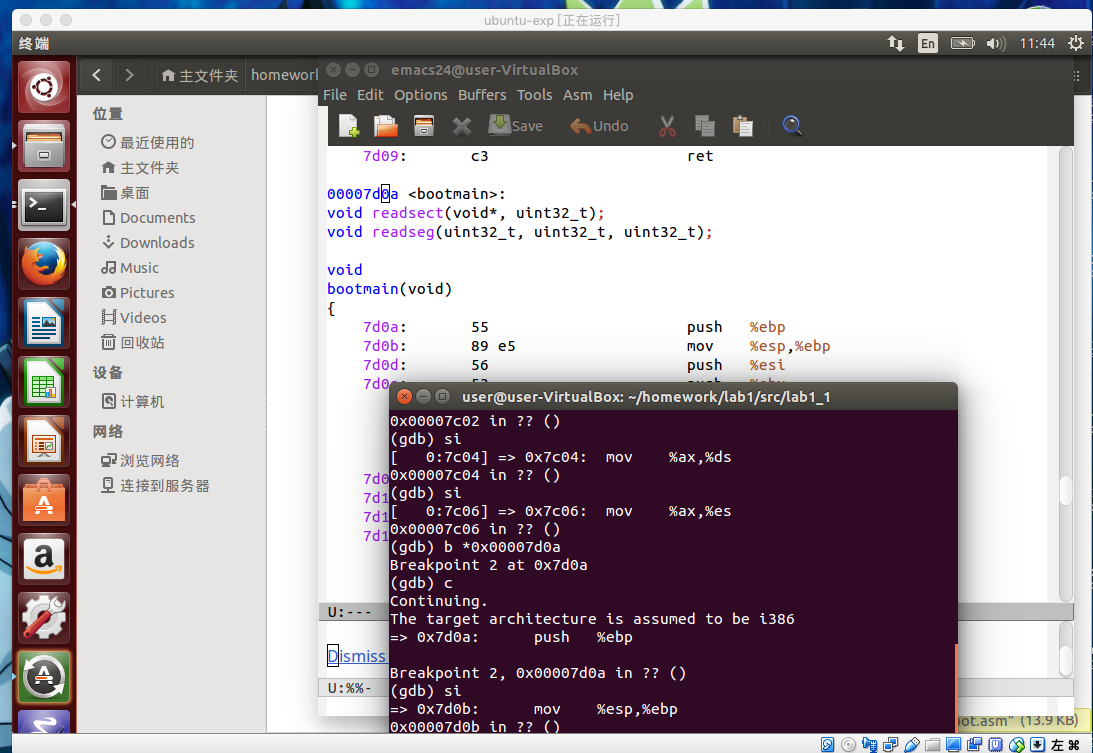 ubuntu-exp [正在运行]
终端
En
11:44
主文件夹
homework
emacs24@user-VirtualBox
File Edit Options Buffers Tools Asm Help
Save
Undo
位置
最近使用的
主文件夹
桌面
Documents
Downloads
Music
Pictures
Videos
回收站
设备
计算机
网络
浏览网络
连接到服务器
7d09: c3 ret
00007d0a <bootmain>:
void readsect(void*, uint32_t);
void readseg(uint32_t, uint32_t, uint32_t);
void
bootmain(void)
{
7d0a: 55 push %ebp
7d0b: 89 e5 mov %esp,%ebp
7d0d: 56 push %esi
7d0
7d1
7d1
7d1
U:---
Dismiss
U:%%-
user@user-VirtualBox: ~/homework/lab1/src/lab1_1
0x00007c02 in ?? ()
(gdb) si
[ 0:7c04] => 0x7c04: mov %ax,%ds
0x00007c04 in ?? ()
(gdb) si
[ 0:7c06] => 0x7c06: mov %ax,%es
0x00007c06 in ?? ()
(gdb) b *0x00007d0a
Breakpoint 2 at 0x7d0a
(gdb) c
Continuing.
The target architecture is assumed to be i386
=> 0x7d0a: push %ebp
Breakpoint 2, 0x00007d0a in ?? ()
(gdb) si
=> 0x7d0b: mov %esp,%ebp
0x00007d0b in ?? ()
oot.asm" (13.9 KB)
左 ⌘